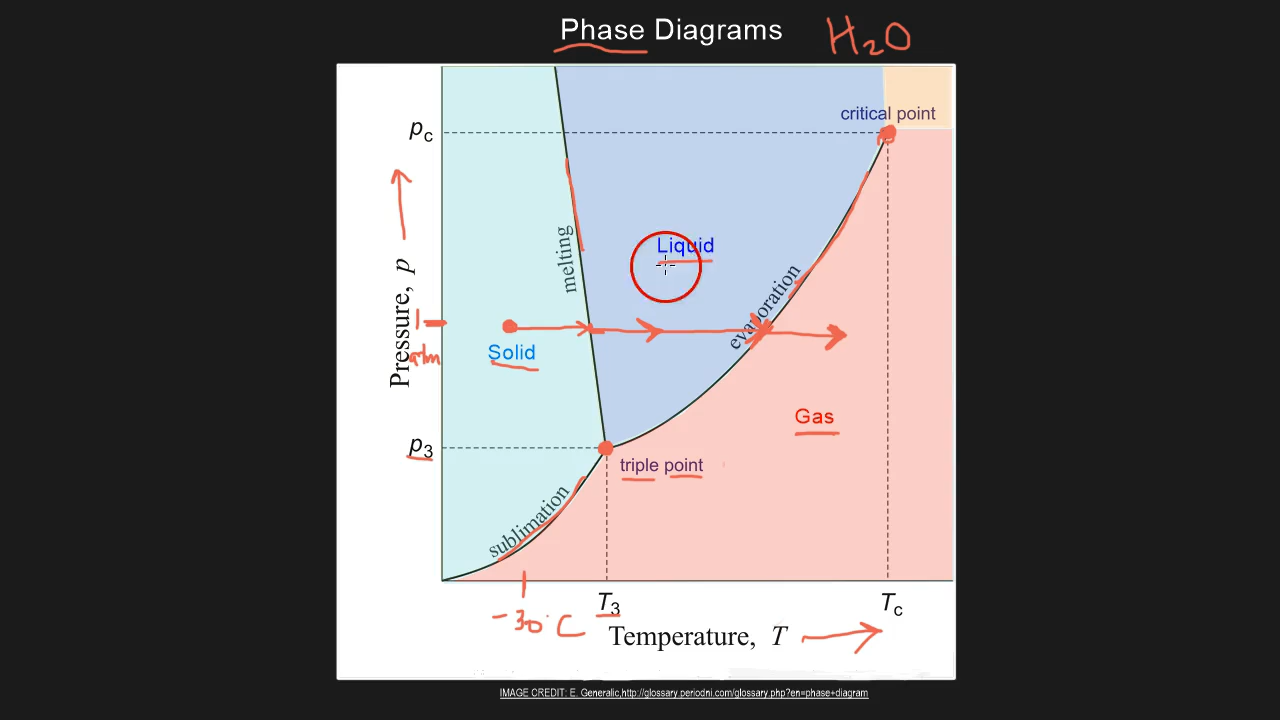 Phase Diagrams
H₂O
critical point
pc
Liquid
melting
evaporation
Pressure, p
1
atm
Solid
Gas
p3
triple point
sublimation
T3
Tc
-30°C
Temperature, T
IMAGE CREDIT: E. Generalic,http://glossary.periodni.com/glossary.php?en=phase+diagram